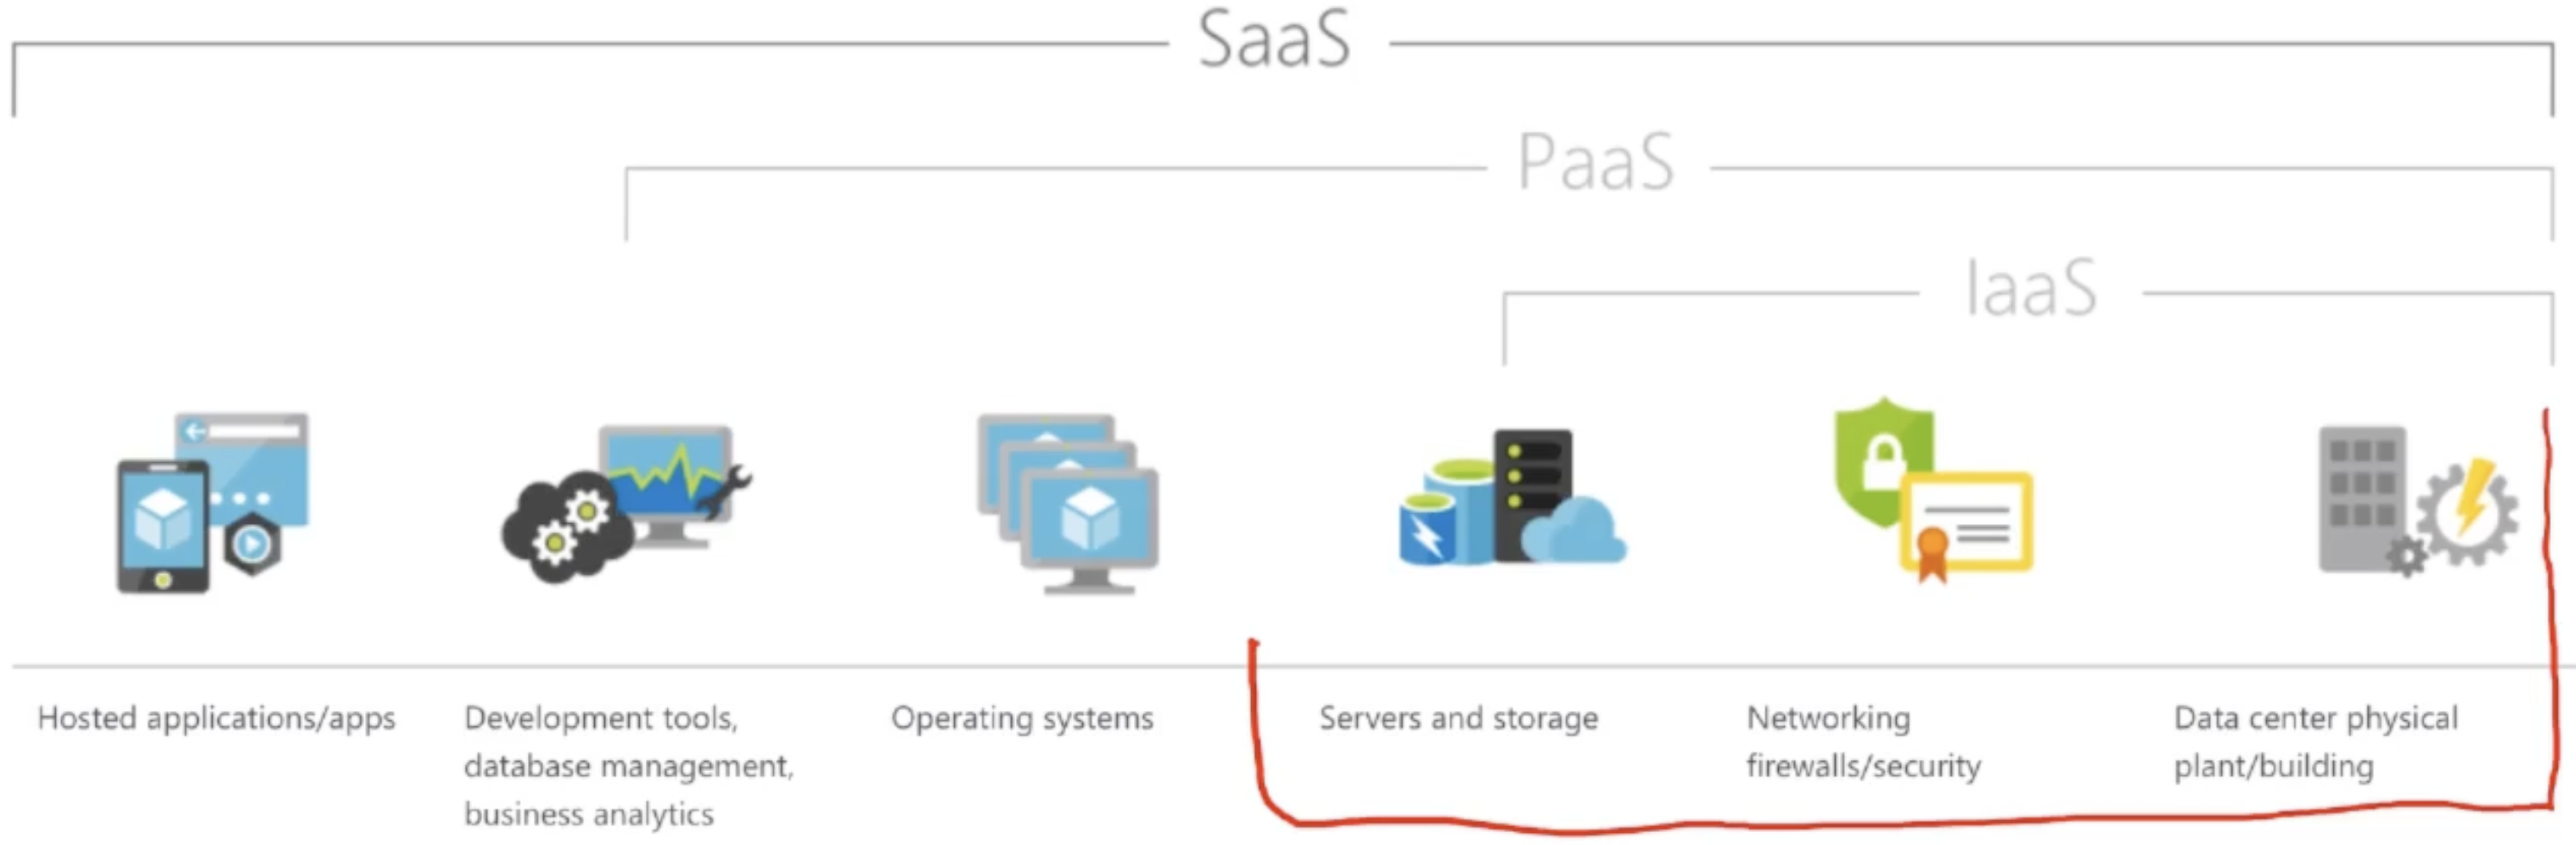 SaaS
PaaS
IaaS
Hosted applications/apps
Development tools,
database management,
business analytics
Operating systems
Servers and storage
Networking
firewalls/security
Data center physical
plant/building